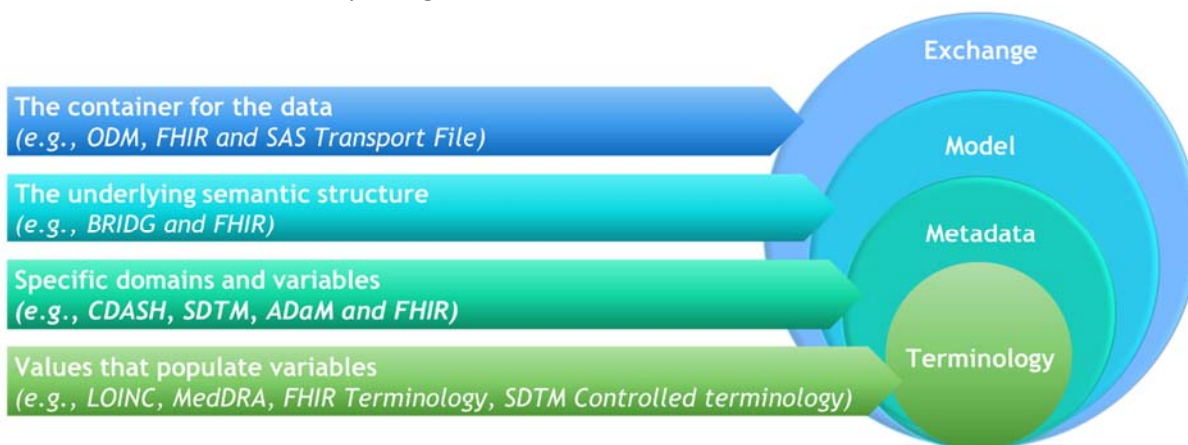 Exchange
The container for the data
(e.g., ODM, FHIR and SAS Transport File)
Model
The underlying semantic structure
(e.g., BRIDG and FHIR)
Metadata
Specific domains and variables
(e.g., CDASH, SDTM, ADaM and FHIR)
Terminology
Values that populate variables
(e.g., LOINC, MedDRA, FHIR Terminology, SDTM Controlled terminology)